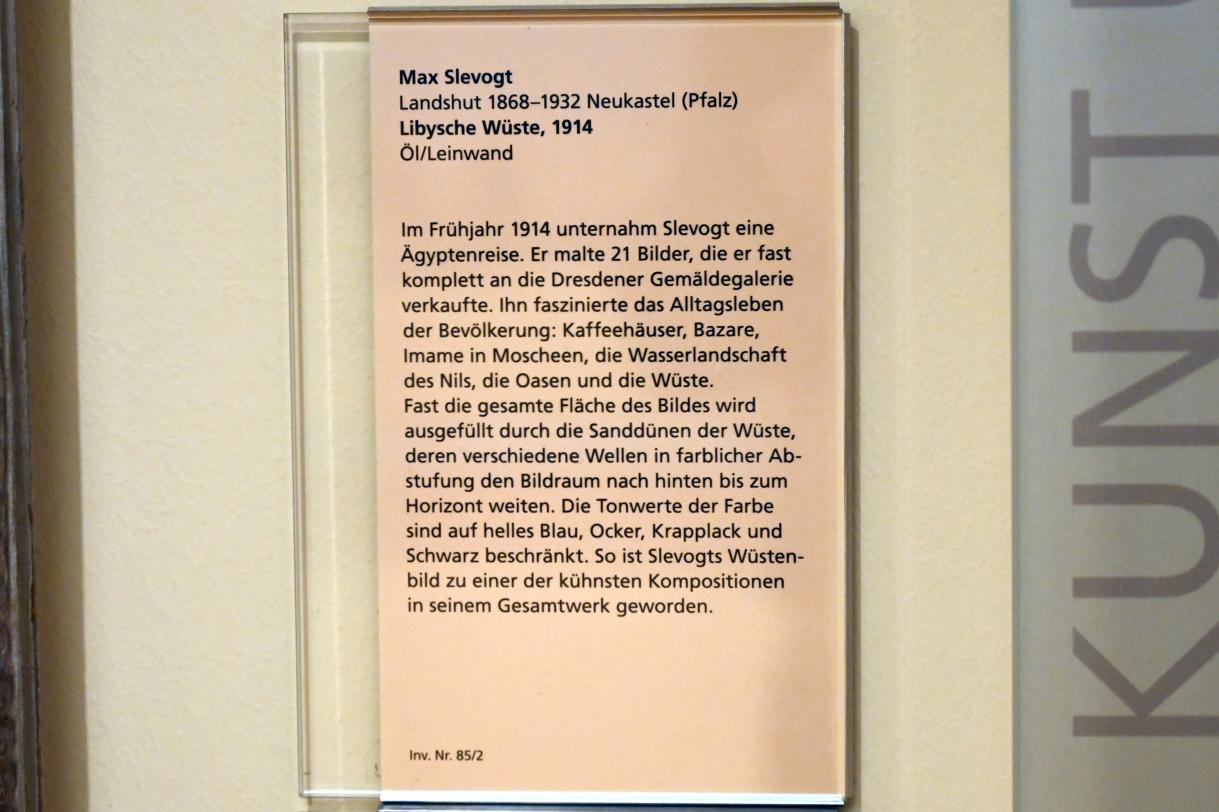 Max Slevogt
Landshut 1868–1932 Neukastel (Pfalz)
Libysche Wüste, 1914
Öl/Leinwand
Im Frühjahr 1914 unternahm Slevogt eine
Ägyptenreise. Er malte 21 Bilder, die er fast
komplett an die Dresdener Gemäldegalerie
verkaufte. Ihn faszinierte das Alltagsleben
der Bevölkerung: Kaffeehäuser, Bazare,
Imame in Moscheen, die Wasserlandschaft
des Nils, die Oasen und die Wüste.
Fast die gesamte Fläche des Bildes wird
ausgefüllt durch die Sanddünen der Wüste,
deren verschiedene Wellen in farblicher Ab-
stufung den Bildraum nach hinten bis zum
Horizont weiten. Die Tonwerte der Farbe
sind auf helles Blau, Ocker, Krapplack und
Schwarz beschränkt. So ist Slevogts Wüsten-
bild zu einer der kühnsten Kompositionen
in seinem Gesamtwerk geworden.
Inv. Nr. 85/2
KUNST